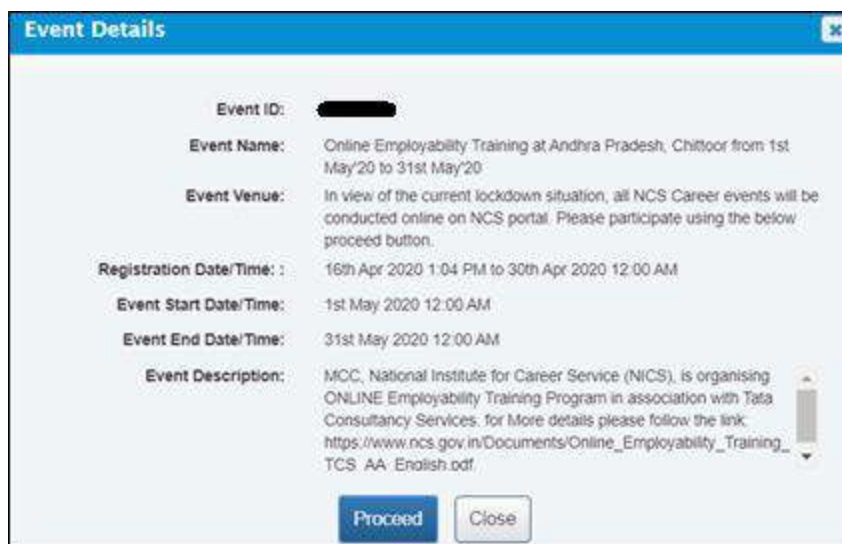 Event Details
Event ID:
Event Name: Online Employability Training at Andhra Pradesh, Chittoor from 1st
May'20 to 31st May'20
Event Venue: In view of the current lockdown situation, all NCS Career events will be
conducted online on NCS portal. Please participate using the below
proceed button.
Registration Date/Time: : 16th Apr 2020 1:04 PM to 30th Apr 2020 12:00 AM
Event Start Date/Time: 1st May 2020 12:00 AM
Event End Date/Time: 31st May 2020 12:00 AM
Event Description: MCC, National Institute for Career Service (NICS), is organising
ONLINE Employability Training Program in association with Tata
Consultancy Services. for More details please follow the link:
https://www.ncs.gov.in/Documents/Online_Employability_Training_
TCS_AA_English.pdf
Proceed Close